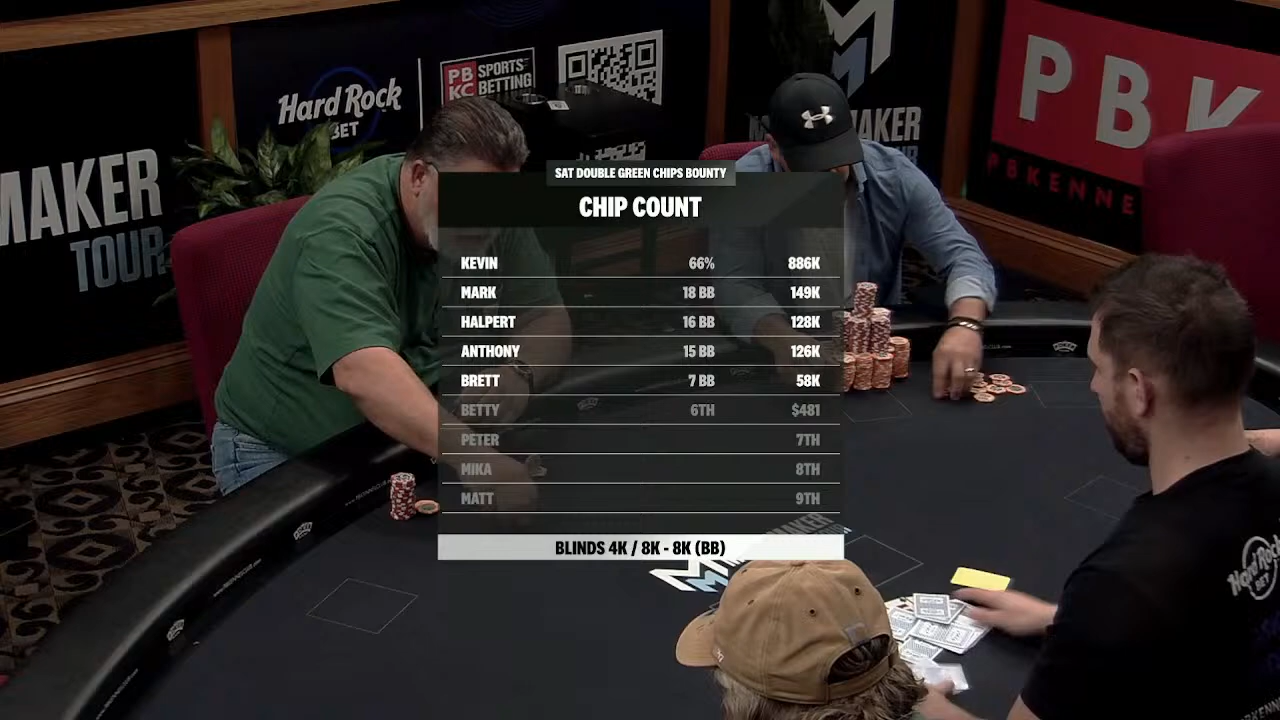 Hard Rock
BET
PB
KC
SPORTS
BETTING
MAKER
TOUR
PBK
PBKENNE
SAT DOUBLE GREEN CHIPS BOUNTY
CHIP COUNT
KEVIN 66% 886K
MARK 18 BB 149K
HALPERT 16 BB 128K
ANTHONY 15 BB 126K
BRETT 7 BB 58K
BETTY 6TH $481
PETER 7TH
MIKA 8TH
MATT 9TH
BLINDS 4K / 8K - 8K (BB)
Hard Rock
BET